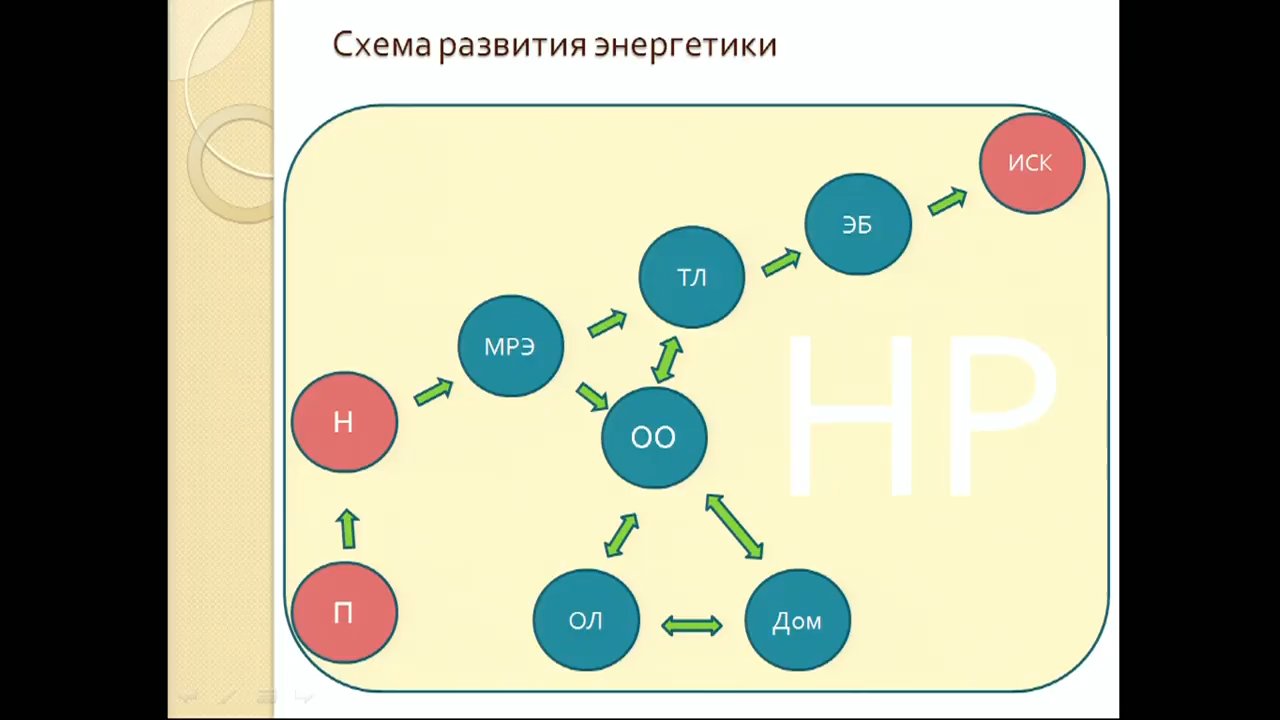 Схема развития энергетики
ИСК
ЭБ
ТЛ
МРЭ
НР
Н
ОО
П
ОЛ
Дом